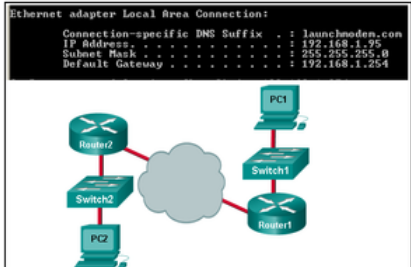 Ethernet adapter Local Area Connection:
Connection-specific DNS Suffix . : launchmodem.com
IP Address. . . . . . . . . . . . : 192.168.1.95
Subnet Mask . . . . . . . . . . . : 255.255.255.0
Default Gateway . . . . . . . . . : 192.168.1.254
PC1
Router2
Switch1
Switch2
Router1
PC2